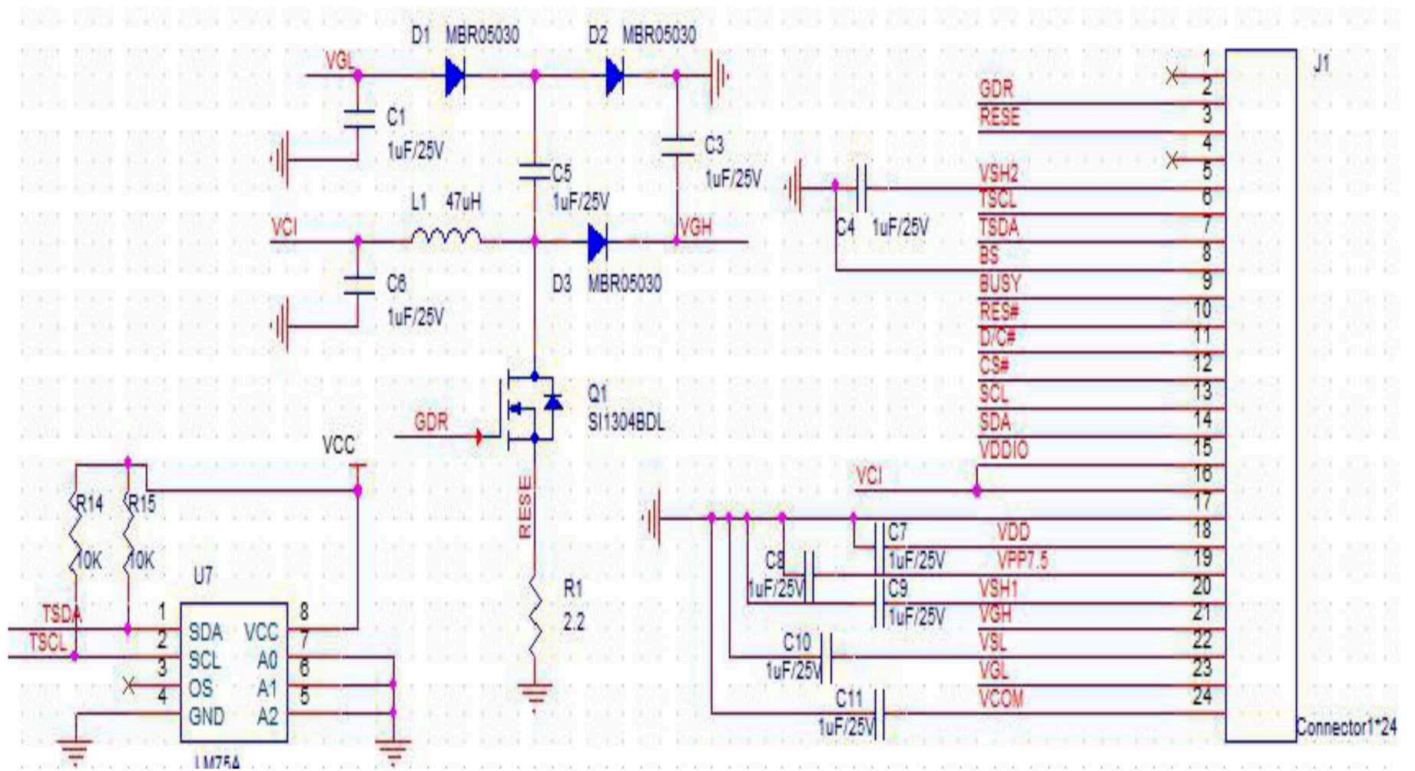 D1 MBR05030
D2 MBR05030
VGL
C1
1uF/25V
C3
1uF/25V
C5
1uF/25V
L1 47uH
VCI
VGH
C6
1uF/25V
D3 MBR05030
Q1
SI1304BDL
GDR
RESE
R1
2.2
VCC
R14
R15
10K
10K
U7
TSDA
TSCL
1
2
3
4
SDA VCC
SCL A0
OS A1
GND A2
8
7
6
5
LM75A
J1
1
2
GDR
3
RESE
4
5
VSH2
6
TSCL
7
TSDA
8
BS
9
BUSY
10
RES#
11
D/C#
12
CS#
13
SCL
14
SDA
15
VDDIO
16
VCI
17
18
VDD
19
VPP7.5
20
VSH1
21
VGH
22
VSL
23
VGL
24
VCOM
C4 1uF/25V
C7
1uF/25V
C8
1uF/25V
C9
1uF/25V
C10
1uF/25V
C11
1uF/25V
Connector1*24